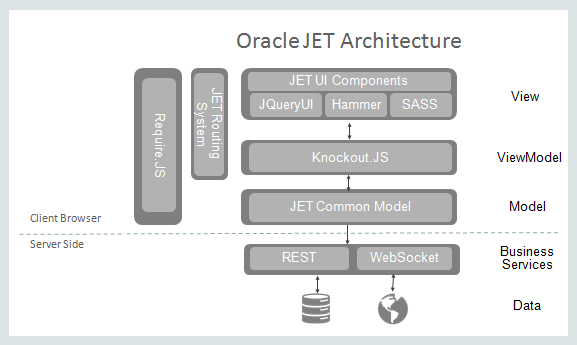 Oracle JET Architecture
JET UI Components
JQueryUI Hammer SASS
View
Require.JS
JET Routing
System
Knockout.JS
ViewModel
JET Common Model
Model
Client Browser
Server Side
REST WebSocket
Business
Services
Data